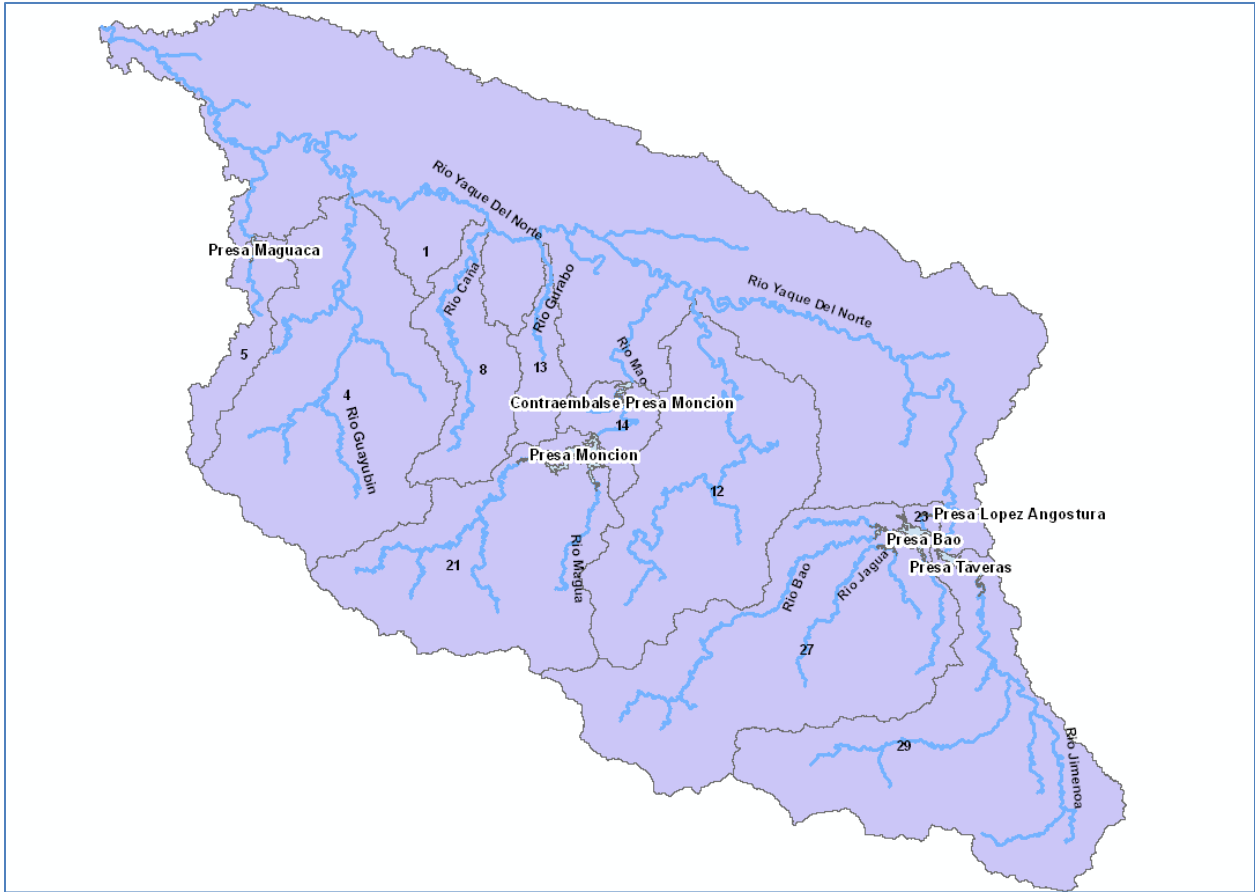 Rio Yaque Del Norte
Presa Maguaca
1
Rio Caña
Rio Gurabo
Rio Yaque Del Norte
5
8
13
Rio Mao
4
Contraembalse Presa Moncion
Rio Guayubin
14
Presa Moncion
12
23
Presa Lopez Angostura
Presa Bao
Presa Taveras
21
Rio Magua
Rio Bao
Rio Jagua
27
29
Rio Jimenoa